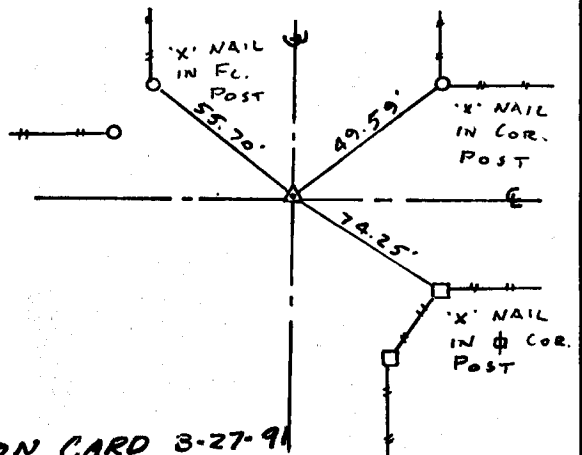 'X' NAIL
IN FC.
POST
55.70'
49.59'
'X' NAIL
IN COR.
POST
℄
℄
74.25'
'X' NAIL
IN ϕ COR.
POST
ON CARD 3-27-91